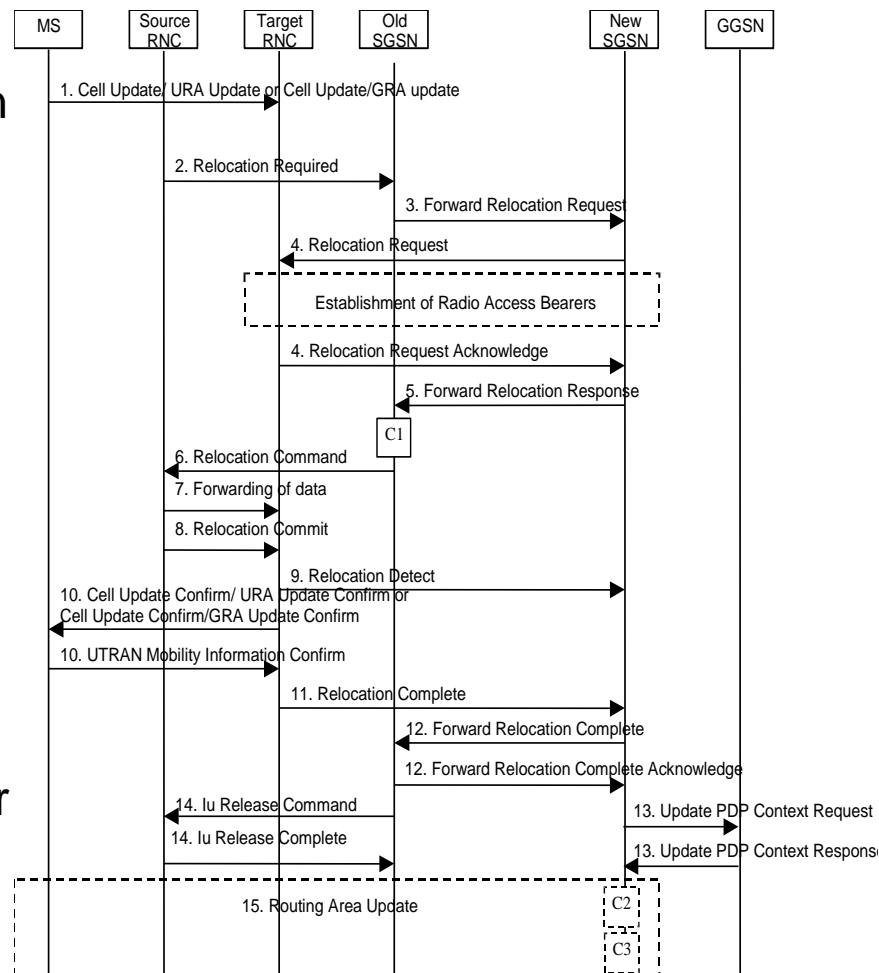 MS
Source
RNC
Target
RNC
Old
SGSN
New
SGSN
GGSN
1. Cell Update/ URA Update or Cell Update/GRA update
n
2. Relocation Required
3. Forward Relocation Request
4. Relocation Request
Establishment of Radio Access Bearers
4. Relocation Request Acknowledge
5. Forward Relocation Response
C1
6. Relocation Command
7. Forwarding of data
8. Relocation Commit
9. Relocation Detect
10. Cell Update Confirm/ URA Update Confirm or
Cell Update Confirm/GRA Update Confirm
10. UTRAN Mobility Information Confirm
11. Relocation Complete
12. Forward Relocation Complete
12. Forward Relocation Complete Acknowledge
r
14. Iu Release Command
13. Update PDP Context Request
14. Iu Release Complete
13. Update PDP Context Response
15. Routing Area Update
C2
C3